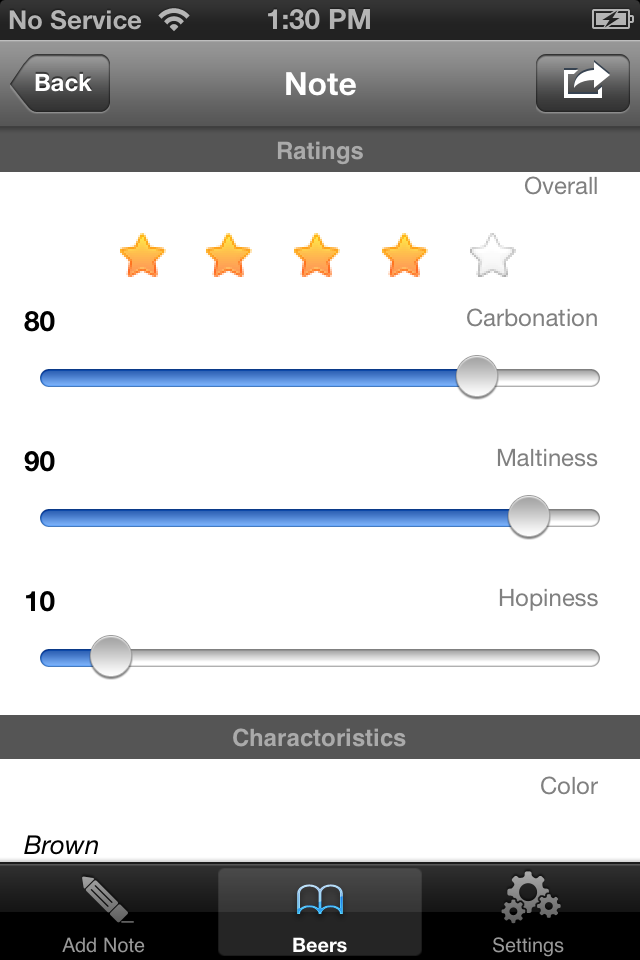 No Service 1:30 PM
Back Note
Ratings
Overall
80 Carbonation
90 Maltiness
10 Hopiness
Charactoristics
Color
Brown
Add Note Beers Settings